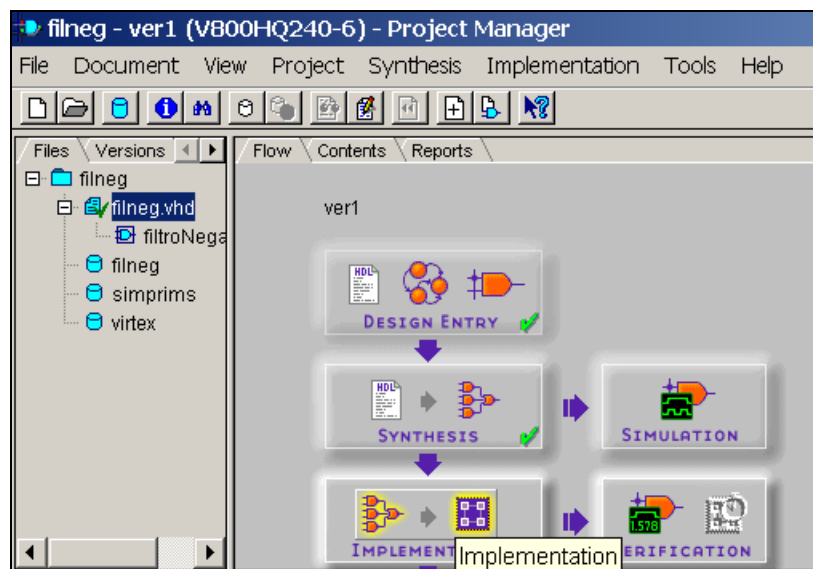 filneg - ver1 (V800HQ240-6) - Project Manager
File Document View Project Synthesis Implementation Tools Help
Files Versions
Flow Contents Reports
filneg
filneg.vhd
filtroNega
filneg
simprims
virtex
ver1
HDL
DESIGN ENTRY
HDL
SYNTHESIS
SIMULATION
1.578
IMPLEMENT
Implementation
ERIFICATION